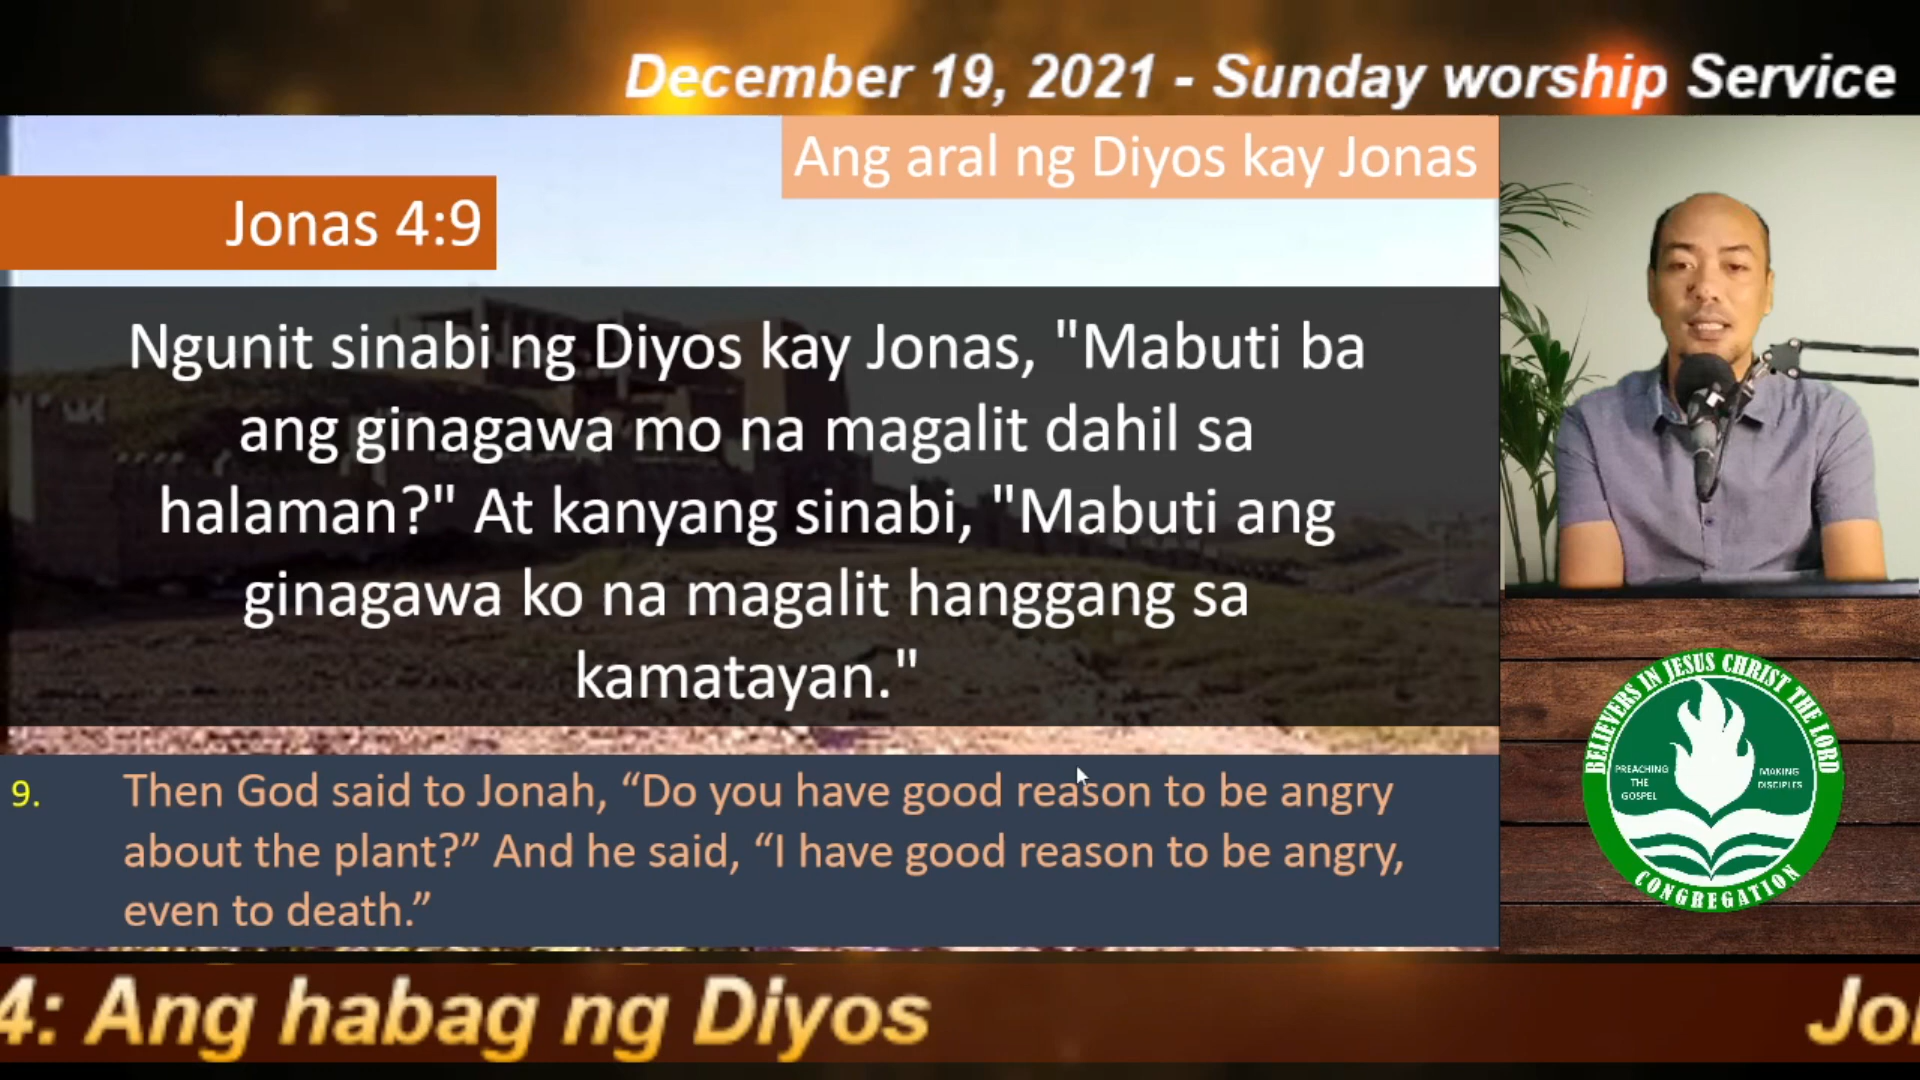 December 19, 2021 - Sunday worship Service
Ang aral ng Diyos kay Jonas
Jonas 4:9
Ngunit sinabi ng Diyos kay Jonas, "Mabuti ba
ang ginagawa mo na magalit dahil sa
halaman?" At kanyang sinabi, "Mabuti ang
ginagawa ko na magalit hanggang sa
kamatayan."
9. Then God said to Jonah, “Do you have good reason to be angry
about the plant?” And he said, “I have good reason to be angry,
even to death.”
BELIEVERS IN JESUS CHRIST THE LORD
PREACHING
THE
GOSPEL
MAKING
DISCIPLES
CONGREGATION
4: Ang habag ng Diyos